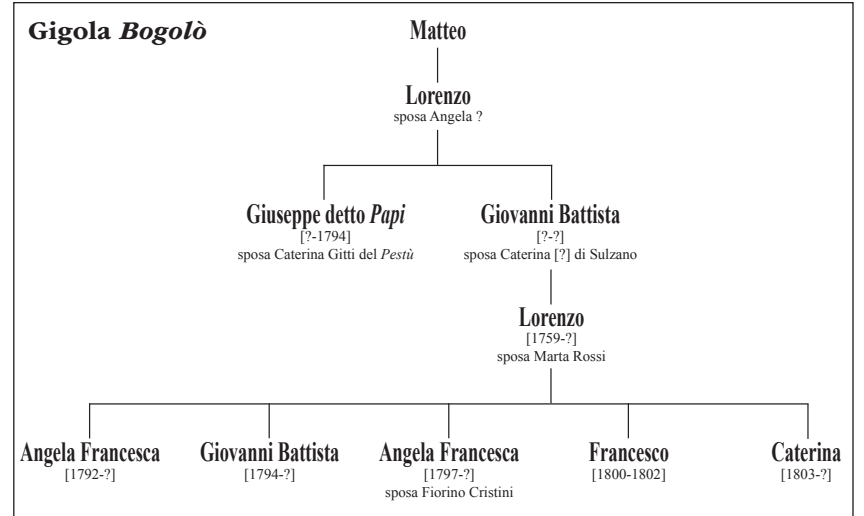 Gigola Bogolò
Matteo
Lorenzo
sposa Angela ?
Giuseppe detto Papi
[?-1794]
sposa Caterina Gitti del Pestù
Giovanni Battista
[?-?]
sposa Caterina [?] di Sulzano
Lorenzo
[1759-?]
sposa Marta Rossi
Angela Francesca
[1792-?]
Giovanni Battista
[1794-?]
Angela Francesca
[1797-?]
sposa Fiorino Cristini
Francesco
[1800-1802]
Caterina
[1803-?]